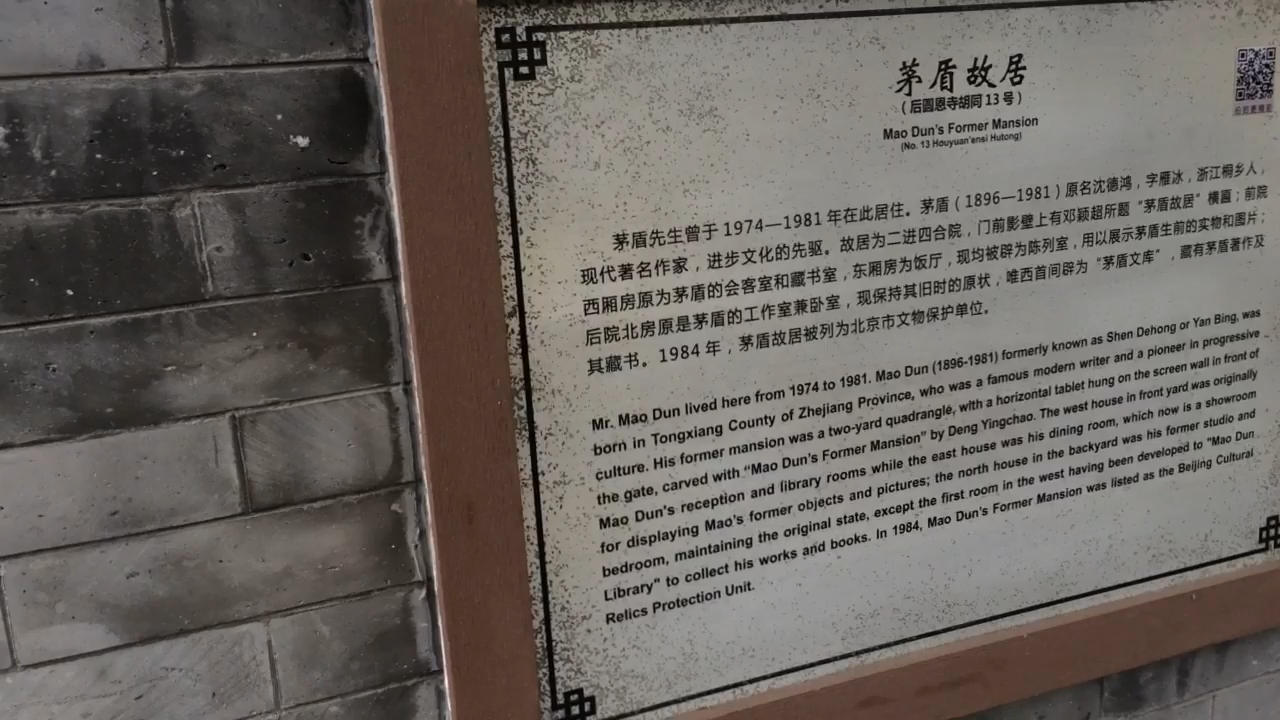 茅盾故居
(后圆恩寺胡同13号)
Mao Dun's Former Mansion
(No. 13 Houyuan'ensi Hutong)
茅盾先生曾于1974—1981年在此居住。茅盾(1896—1981)原名沈德鸿,字雁冰,浙江桐乡人,
现代著名作家,进步文化的先驱。故居为二进四合院,门前影壁上有邓颖超所题“茅盾故居”横匾;前院
西厢房原为茅盾的会客室和藏书室,东厢房为饭厅,现均被辟为陈列室,用以展示茅盾生前的实物和图片;
后院北房原是茅盾的工作室兼卧室,现保持其旧时的原状,唯西首间辟为“茅盾文库”,藏有茅盾著作及
其藏书。1984年,茅盾故居被列为北京市文物保护单位。
Mr. Mao Dun lived here from 1974 to 1981. Mao Dun (1896-1981) formerly known as Shen Dehong or Yan Bing, was
born in Tongxiang County of Zhejiang Province, who was a famous modern writer and a pioneer in progressive
culture. His former mansion was a two-yard quadrangle, with a horizontal tablet hung on the screen wall in front of
the gate, carved with “Mao Dun's Former Mansion” by Deng Yingchao. The west house in front yard was originally
Mao Dun's reception and library rooms while the east house was his dining room, which now is a showroom
for displaying Mao's former objects and pictures; the north house in the backyard was his former studio and
bedroom, maintaining the original state, except the first room in the west having been developed to "Mao Dun
Library" to collect his works and books. In 1984, Mao Dun's Former Mansion was listed as the Beijing Cultural
Relics Protection Unit.